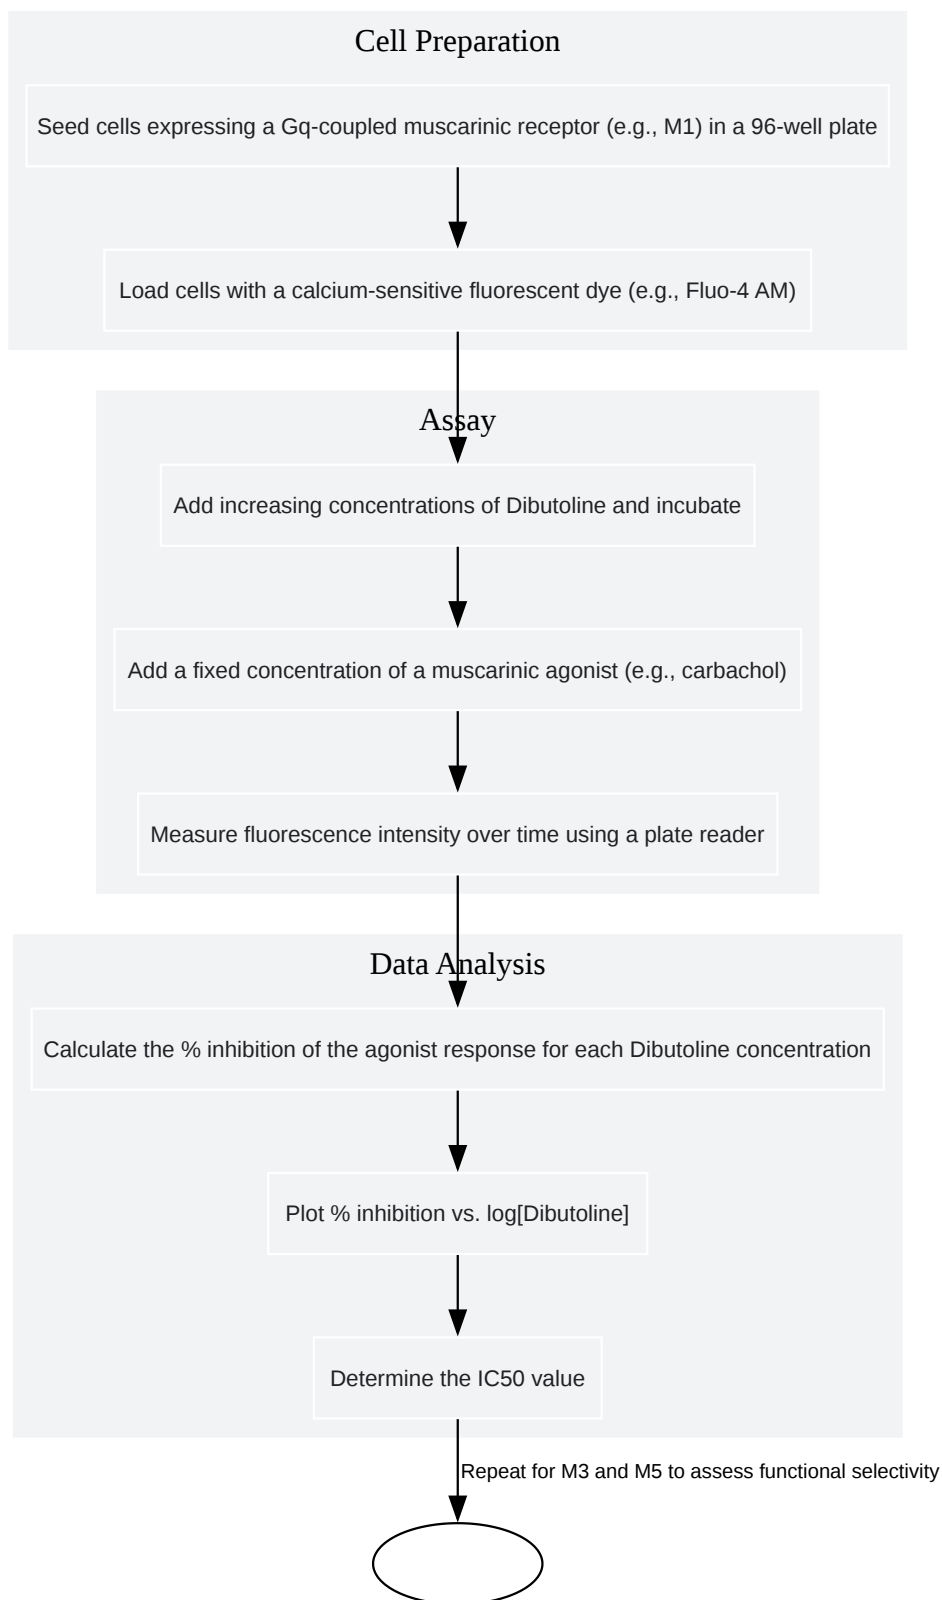 Cell Preparation
Seed cells expressing a Gq-coupled muscarinic receptor (e.g., M1) in a 96-well plate
Load cells with a calcium-sensitive fluorescent dye (e.g., Fluo-4 AM)
Assay
Add increasing concentrations of Dibutoline and incubate
Add a fixed concentration of a muscarinic agonist (e.g., carbachol)
Measure fluorescence intensity over time using a plate reader
Data Analysis
Calculate the % inhibition of the agonist response for each Dibutoline concentration
Plot % inhibition vs. log[Dibutoline]
Determine the IC50 value
Repeat for M3 and M5 to assess functional selectivity